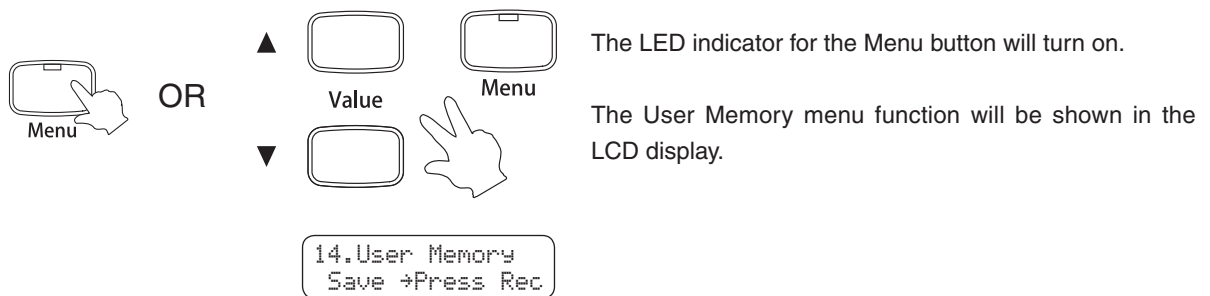 Menu
OR
▲
Value
▼
Menu
The LED indicator for the Menu button will turn on.
The User Memory menu function will be shown in the
LCD display.
14.User Memory
Save →Press Rec